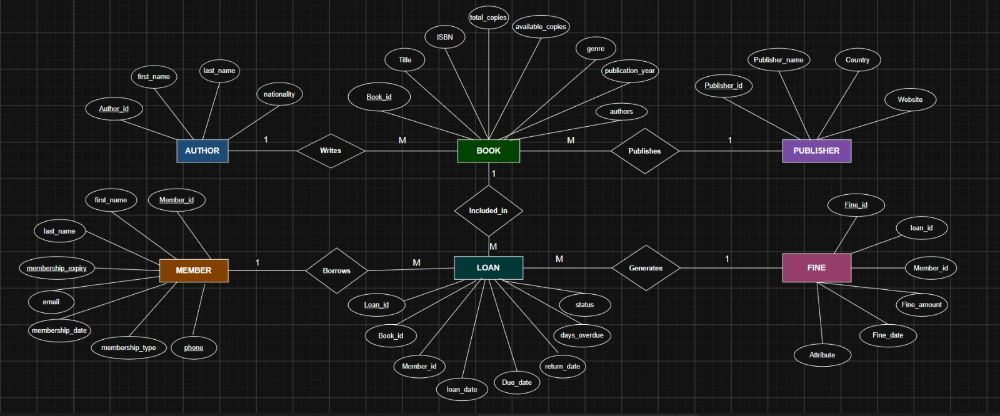 total_copies
available_copies
ISBN
genre
Title
Publisher_name
Country
last_name
publication_year
first_name
Publisher_id
nationality
Book_id
Website
Author_id
authors
1
M
M
1
AUTHOR
Writes
BOOK
Publishes
PUBLISHER
1
first_name
Member_id
Fine_id
Included_in
last_name
loan_id
M
1
M
M
1
membership_expiry
MEMBER
Borrows
LOAN
Generates
FINE
Member_id
email
Loan_id
status
Fine_amount
membership_date
Book_id
days_overdue
Fine_date
membership_type
phone
Attribute
Member_id
return_date
Due_date
loan_date